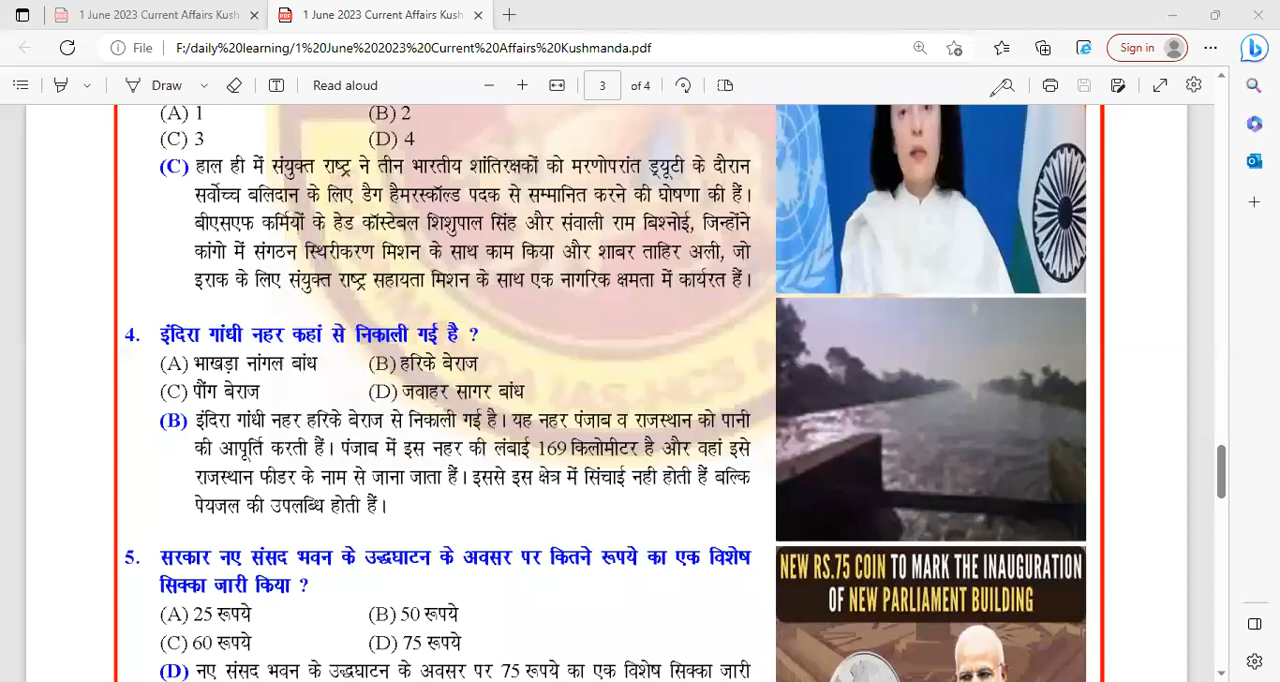 1 June 2023 Current Affairs Kush
1 June 2023 Current Affairs Kush
File
F:/daily%20learning/1%20June%202023%20Current%20Affairs%20Kushmanda.pdf
Sign in
Draw
Read aloud
3 of 4
(A) 1 (B) 2
(C) 3 (D) 4
(C) हाल ही में संयुक्त राष्ट्र ने तीन भारतीय शांतिरक्षकों को मरणोपरांत ड्यूटी के दौरान
सर्वोच्च बलिदान के लिए डैग हैमरस्कॉल्ड पदक से सम्मानित करने की घोषणा की हैं।
बीएसएफ कर्मियों के हेड कॉस्टेबल शिशुपाल सिंह और संवाली राम बिश्नोई, जिन्होंने
कांगो में संगठन स्थिरीकरण मिशन के साथ काम किया और शाबर ताहिर अली, जो
इराक के लिए संयुक्त राष्ट्र सहायता मिशन के साथ एक नागरिक क्षमता में कार्यरत हैं।
4. इंदिरा गांधी नहर कहां से निकाली गई है ?
(A) भाखड़ा नांगल बांध (B) हरिके बेराज
(C) पौंग बेराज (D) जवाहर सागर बांध
(B) इंदिरा गांधी नहर हरिके बेराज से निकाली गई है। यह नहर पंजाब व राजस्थान को पानी
की आपूर्ति करती हैं। पंजाब में इस नहर की लंबाई 169 किलोमीटर है और वहां इसे
राजस्थान फीडर के नाम से जाना जाता हैं। इससे इस क्षेत्र में सिंचाई नही होती हैं बल्कि
पेयजल की उपलब्धि होती हैं।
5. सरकार नए संसद भवन के उद्धघाटन के अवसर पर कितने रूपये का एक विशेष
सिक्का जारी किया ?
(A) 25 रूपये (B) 50 रूपये
(C) 60 रूपये (D) 75 रूपये
(D) नए संसद भवन के उद्धघाटन के अवसर पर 75 रूपये का एक विशेष सिक्का जारी
NEW RS.75 COIN TO MARK THE INAUGURATION
OF NEW PARLIAMENT BUILDING